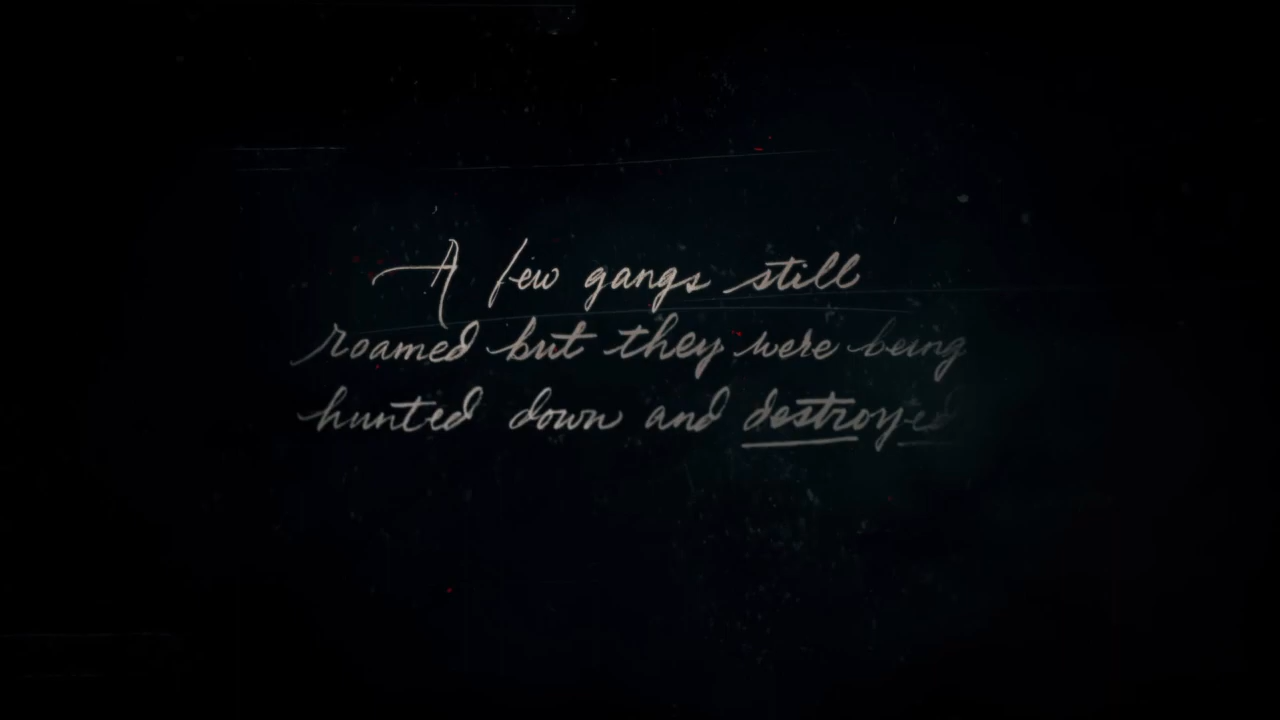 A few gangs still
roamed but they were being
hunted down and destroyed